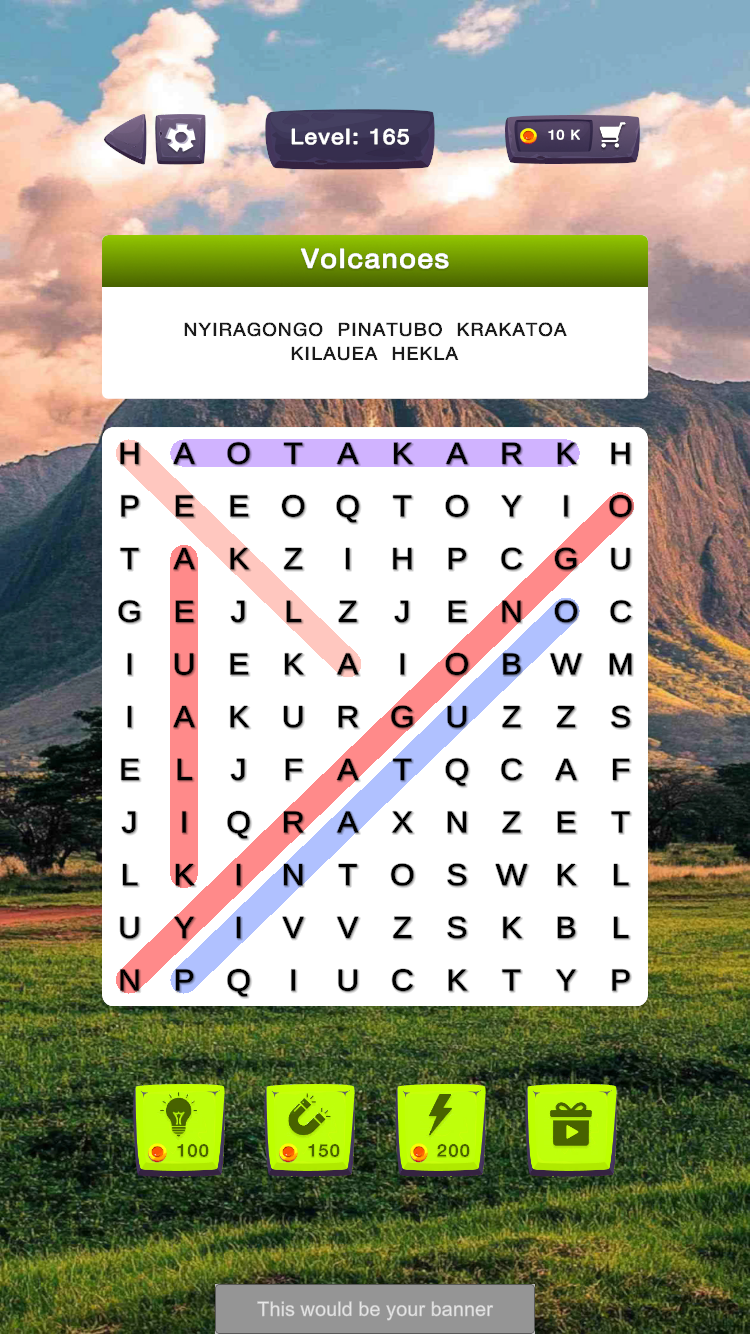 Level: 165
10 K
Volcanoes
NYIRAGONGO PINATUBO KRAKATOA
KILAUEA HEKLA
H A O T A K A R K H
P E E O Q T O Y I O
T A K Z I H P C G U
G E J L Z J E N O C
I U E K A I O B W M
I A K U R G U Z Z S
E L J F A T Q C A F
J I Q R A X N Z E T
L K I N T O S W K L
U Y I V V Z S K B L
N P Q I U C K T Y P
100 150 200
This would be your banner